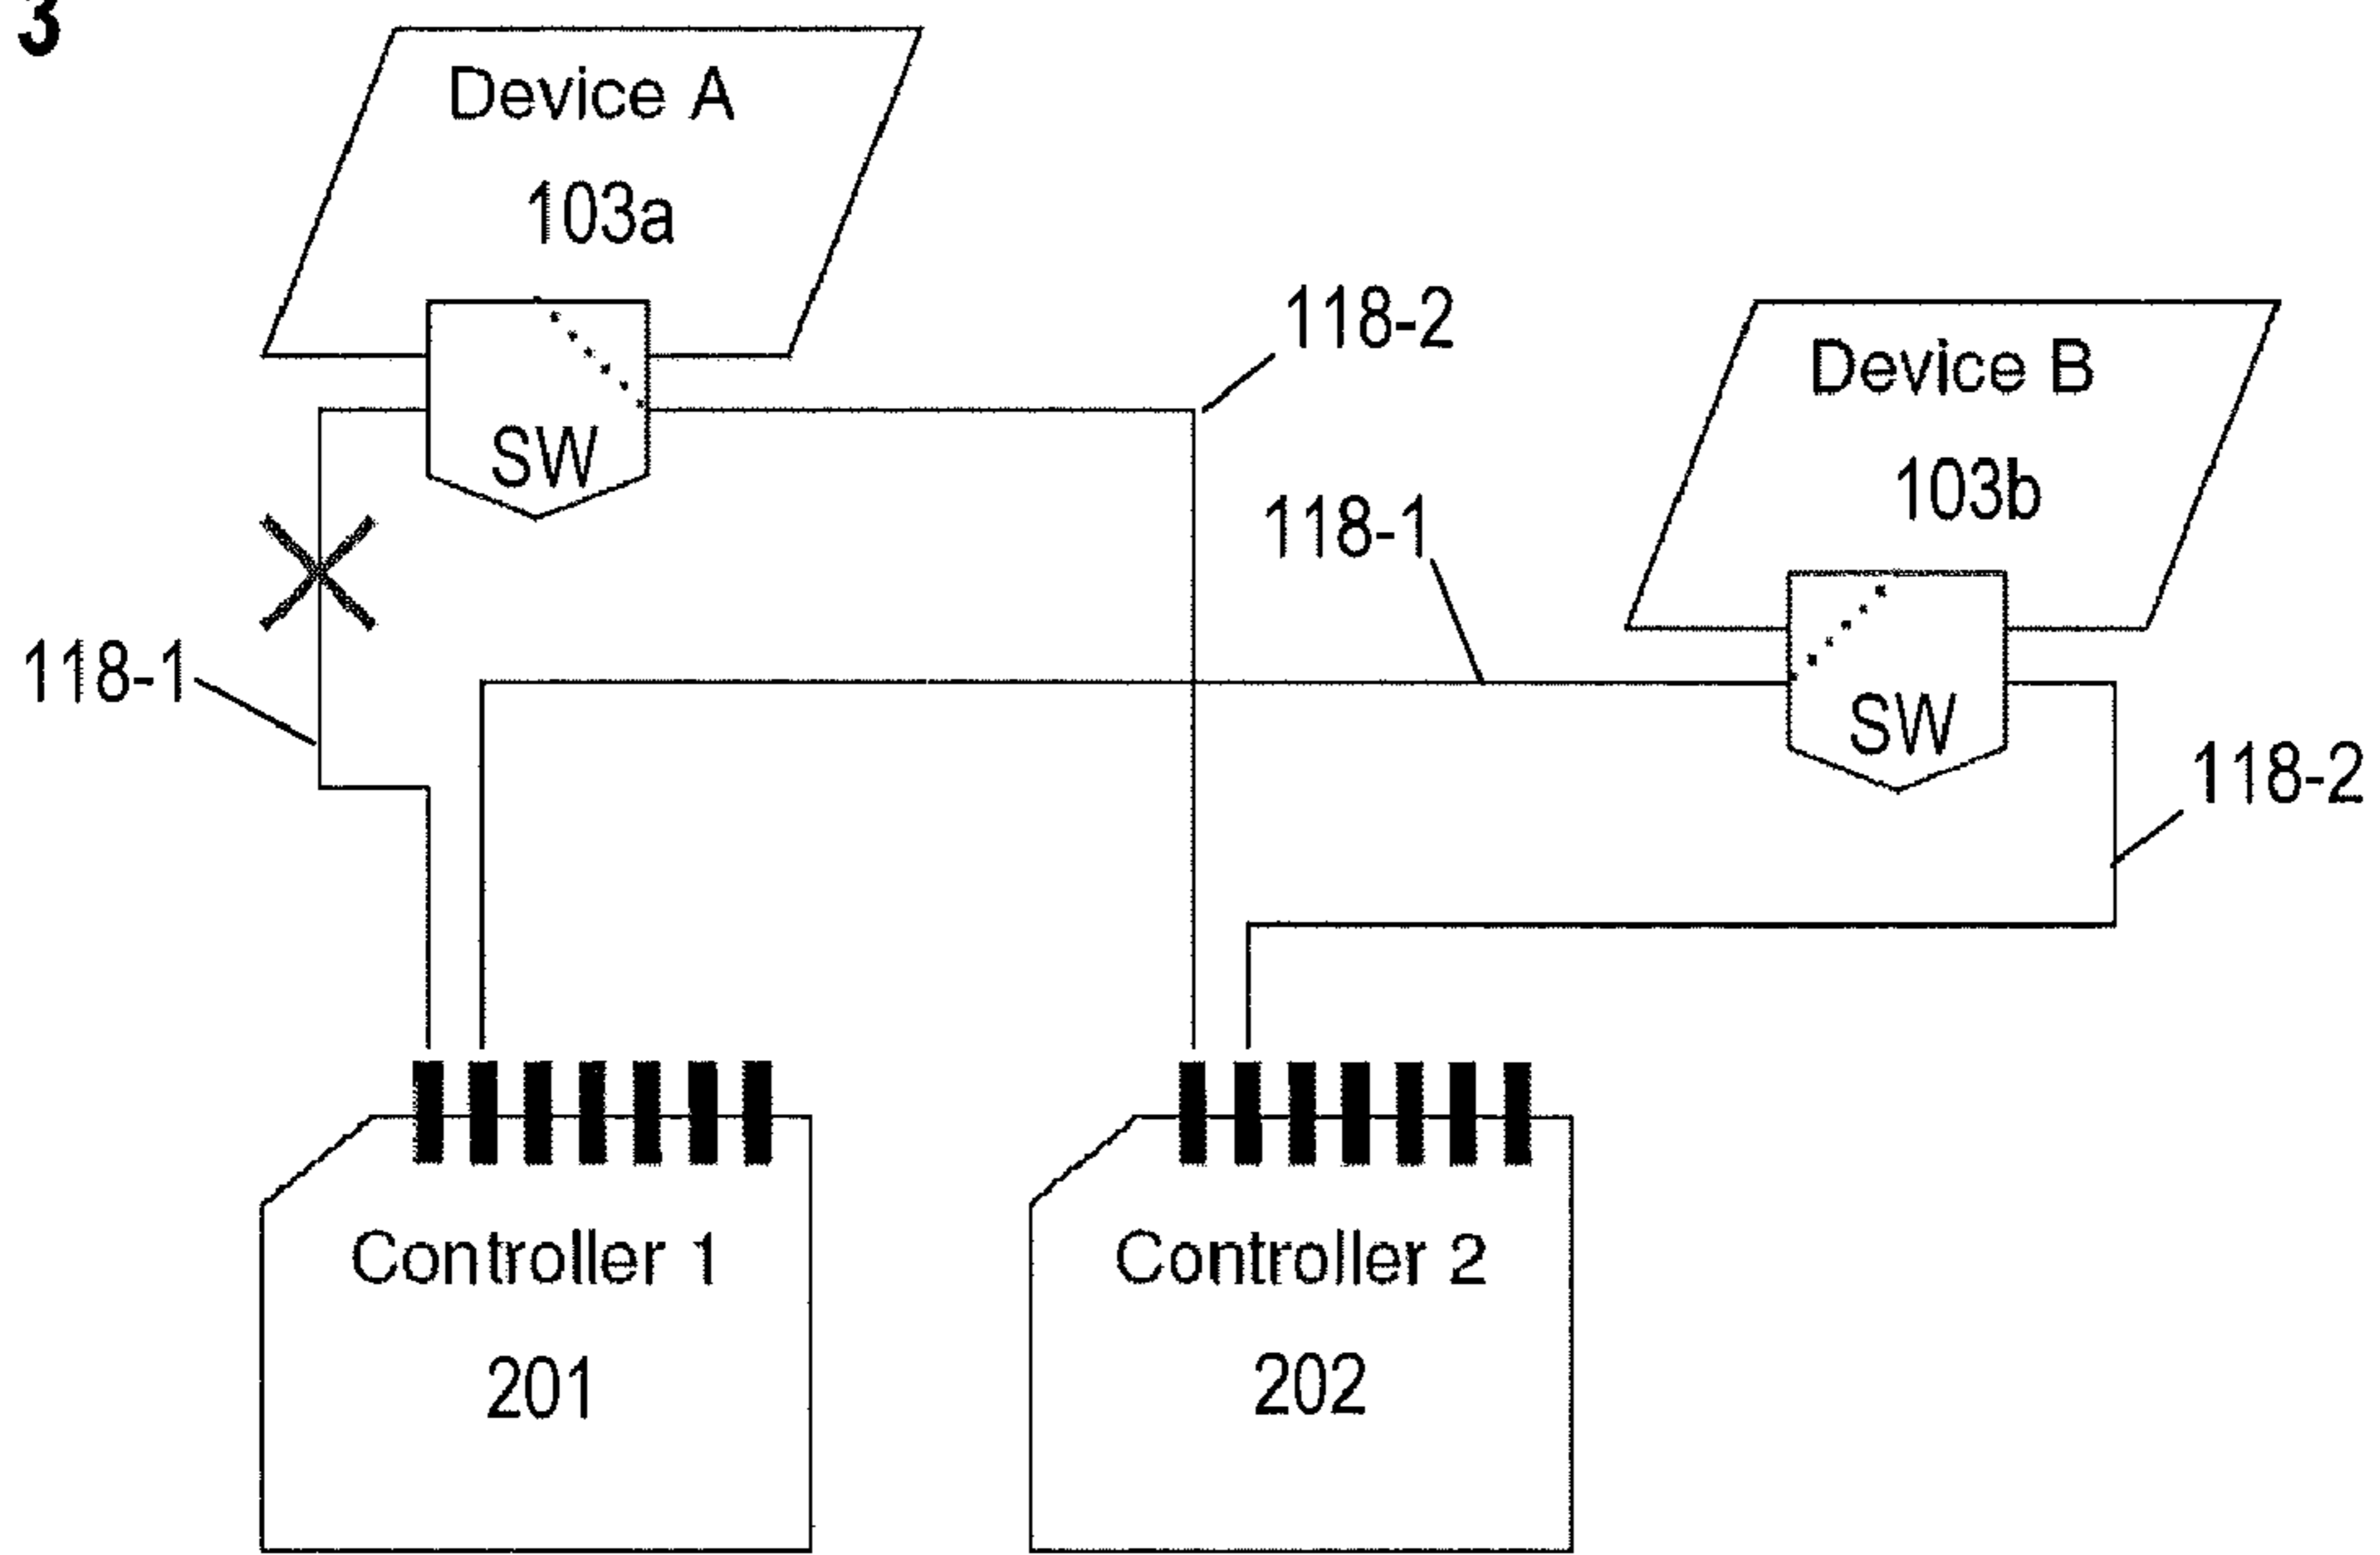 3
Device A
103a
SW
118-2
Device B
103b
SW
118-1
118-1
118-2
Controller 1
201
Controller 2
202